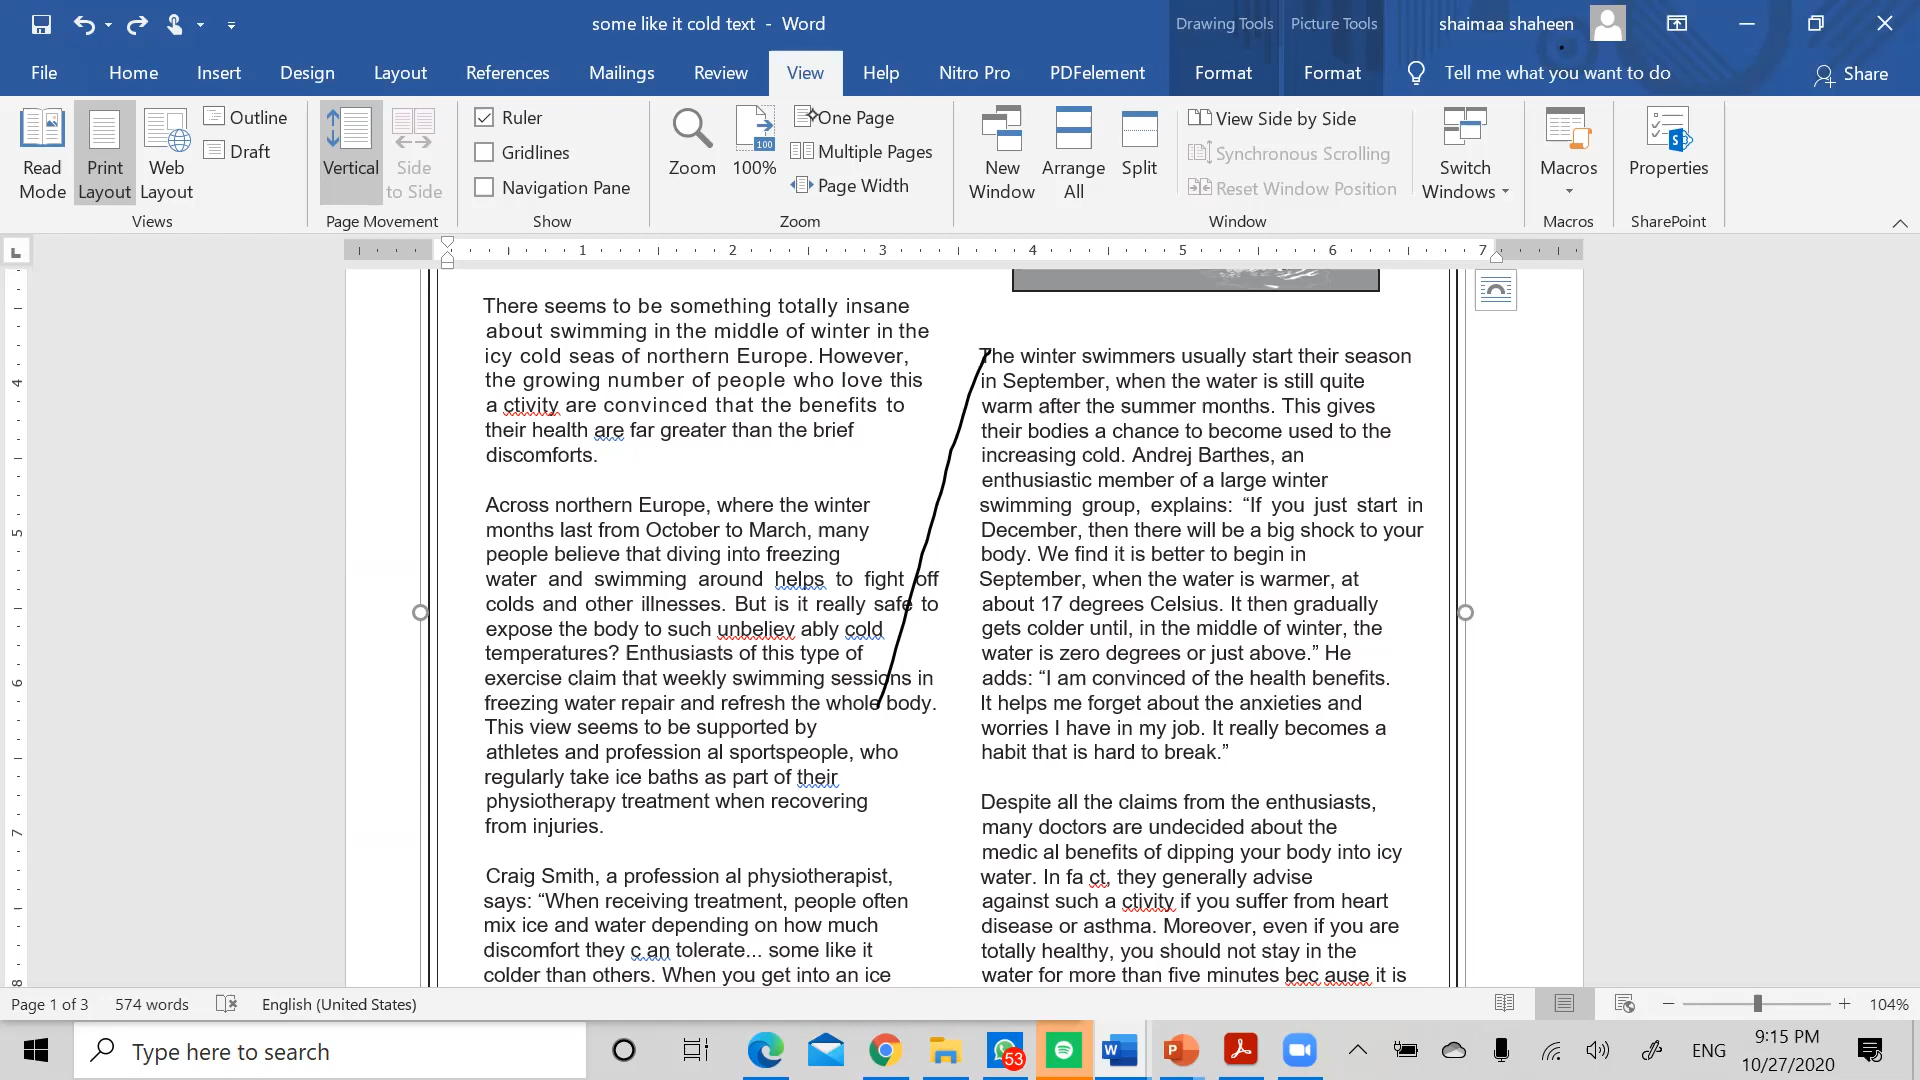 some like it cold text - Word
Drawing Tools
Picture Tools
shaimaa shaheen
File
Home
Insert
Design
Layout
References
Mailings
Review
View
Help
Nitro Pro
PDFelement
Format
Format
Tell me what you want to do
Share
Read Mode
Print Layout
Web Layout
Outline
Draft
Views
Vertical
Side to Side
Page Movement
Ruler
Gridlines
Navigation Pane
Show
Zoom
100
100%
One Page
Multiple Pages
Page Width
Zoom
New Window
Arrange All
Split
View Side by Side
Synchronous Scrolling
Reset Window Position
Switch Windows
Window
Macros
Macros
Properties
SharePoint
L
1 2 3 4 5 6 7
4
5
6
7
8
There seems to be something totally insane
about swimming in the middle of winter in the
icy cold seas of northern Europe. However,
the growing number of people who love this
a ctivity are convinced that the benefits to
their health are far greater than the brief
discomforts.
Across northern Europe, where the winter
months last from October to March, many
people believe that diving into freezing
water and swimming around helps to fight off
colds and other illnesses. But is it really safe to
expose the body to such unbeliev ably cold
temperatures? Enthusiasts of this type of
exercise claim that weekly swimming sessions in
freezing water repair and refresh the whole body.
This view seems to be supported by
athletes and profession al sportspeople, who
regularly take ice baths as part of their
physiotherapy treatment when recovering
from injuries.
Craig Smith, a profession al physiotherapist,
says: “When receiving treatment, people often
mix ice and water depending on how much
discomfort they c an tolerate... some like it
colder than others. When you get into an ice
The winter swimmers usually start their season
in September, when the water is still quite
warm after the summer months. This gives
their bodies a chance to become used to the
increasing cold. Andrej Barthes, an
enthusiastic member of a large winter
swimming group, explains: “If you just start in
December, then there will be a big shock to your
body. We find it is better to begin in
September, when the water is warmer, at
about 17 degrees Celsius. It then gradually
gets colder until, in the middle of winter, the
water is zero degrees or just above.” He
adds: “I am convinced of the health benefits.
It helps me forget about the anxieties and
worries I have in my job. It really becomes a
habit that is hard to break.”
Despite all the claims from the enthusiasts,
many doctors are undecided about the
medic al benefits of dipping your body into icy
water. In fa ct, they generally advise
against such a ctivity if you suffer from heart
disease or asthma. Moreover, even if you are
totally healthy, you should not stay in the
water for more than five minutes bec ause it is
Page 1 of 3
574 words
English (United States)
104%
Type here to search
53
W
P
ENG
9:15 PM
10/27/2020